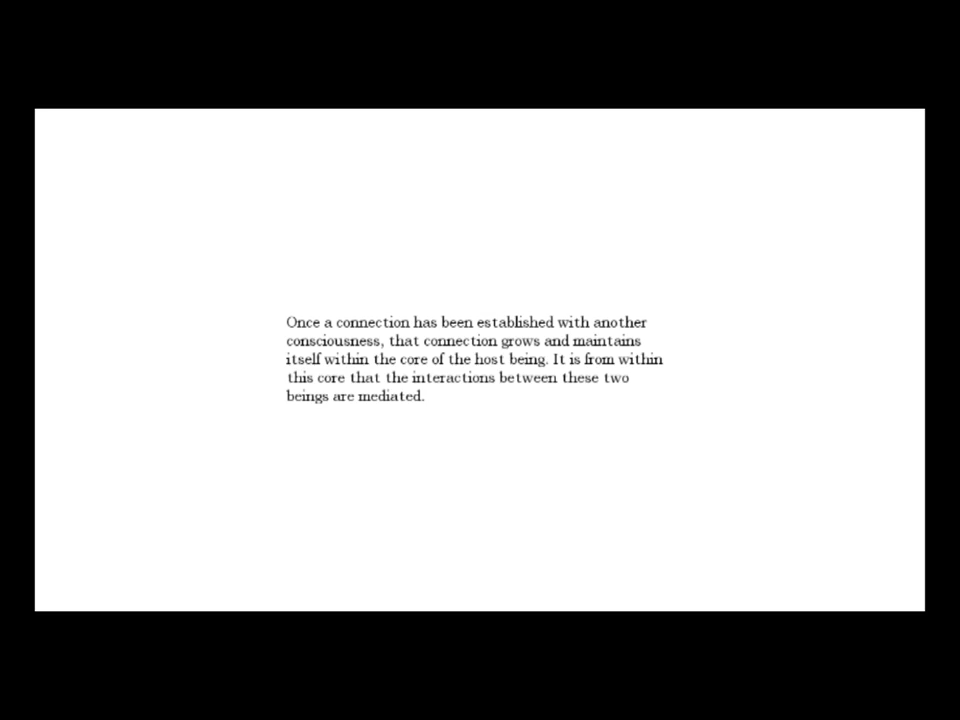 Once a connection has been established with another
consciousness, that connection grows and maintains
itself within the core of the host being. It is from within
this core that the interactions between these two
beings are mediated.